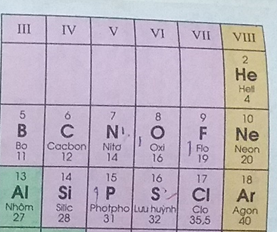 III IV V VI VII VIII
2
He
Heli
4
5 6 7 8 9 10
B C N O F Ne
Bo Cacbon Nitơ Oxi Flo Neon
11 12 14 16 19 20
13 14 15 16 17 18
Al Si P S Cl Ar
Nhôm Silic Photpho Lưu huỳnh Clo Agon
27 28 31 32 35,5 40